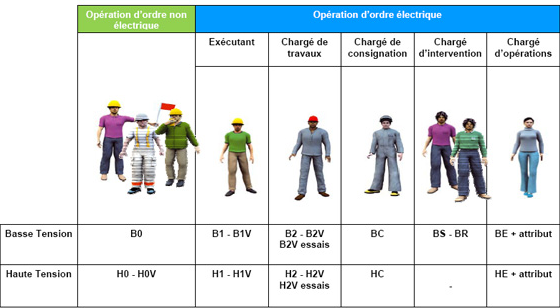 Opération d'ordre non électrique
Opération d'ordre électrique
Exécutant
Chargé de travaux
Chargé de consignation
Chargé d'intervention
Chargé d'opérations
Basse Tension
B0
B1 - B1V
B2 - B2V
B2V essais
BC
BS - BR
BE + attribut
Haute Tension
H0 - H0V
H1 - H1V
H2 - H2V
H2V essais
HC
-
HE + attribut